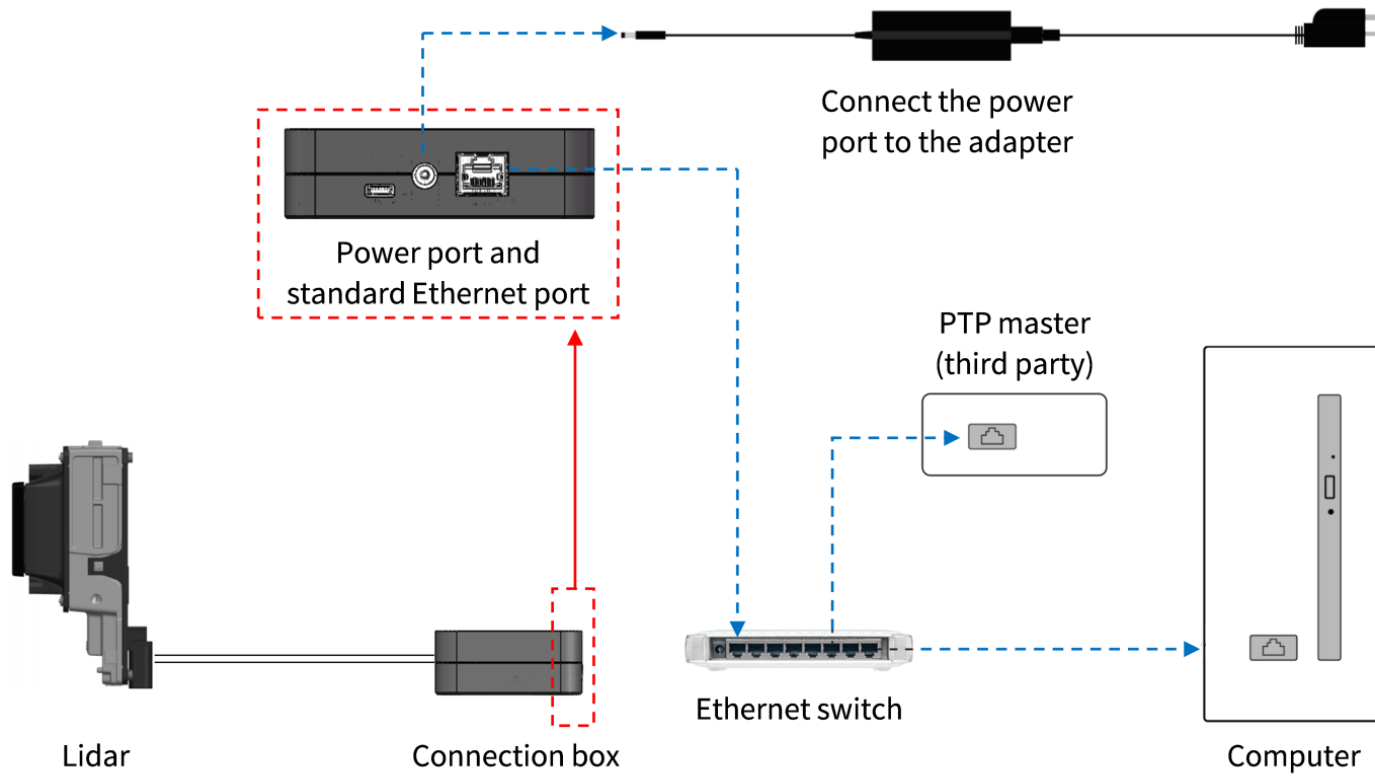 Connect the power
port to the adapter
Power port and
standard Ethernet port
PTP master
(third party)
Ethernet switch
Lidar
Connection box
Computer